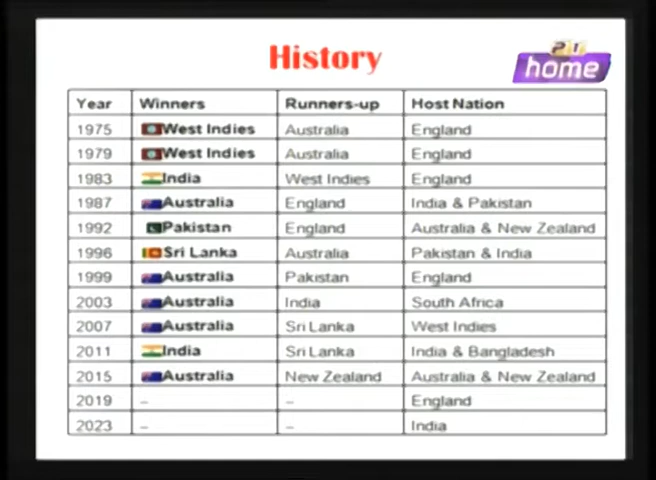 History
PTV
home
Year Winners Runners-up Host Nation
1975 West Indies Australia England
1979 West Indies Australia England
1983 India West Indies England
1987 Australia England India & Pakistan
1992 Pakistan England Australia & New Zealand
1996 Sri Lanka Australia Pakistan & India
1999 Australia Pakistan England
2003 Australia India South Africa
2007 Australia Sri Lanka West Indies
2011 India Sri Lanka India & Bangladesh
2015 Australia New Zealand Australia & New Zealand
2019 – – England
2023 – – India